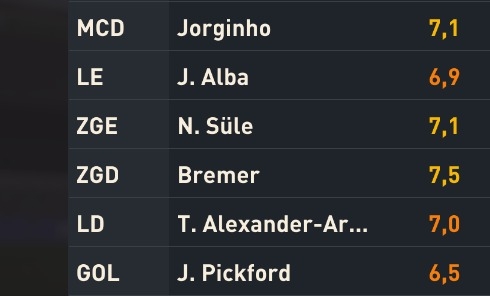 MCD Jorginho 7,1
LE J. Alba 6,9
ZGE N. Süle 7,1
ZGD Bremer 7,5
LD T. Alexander-Ar... 7,0
GOL J. Pickford 6,5